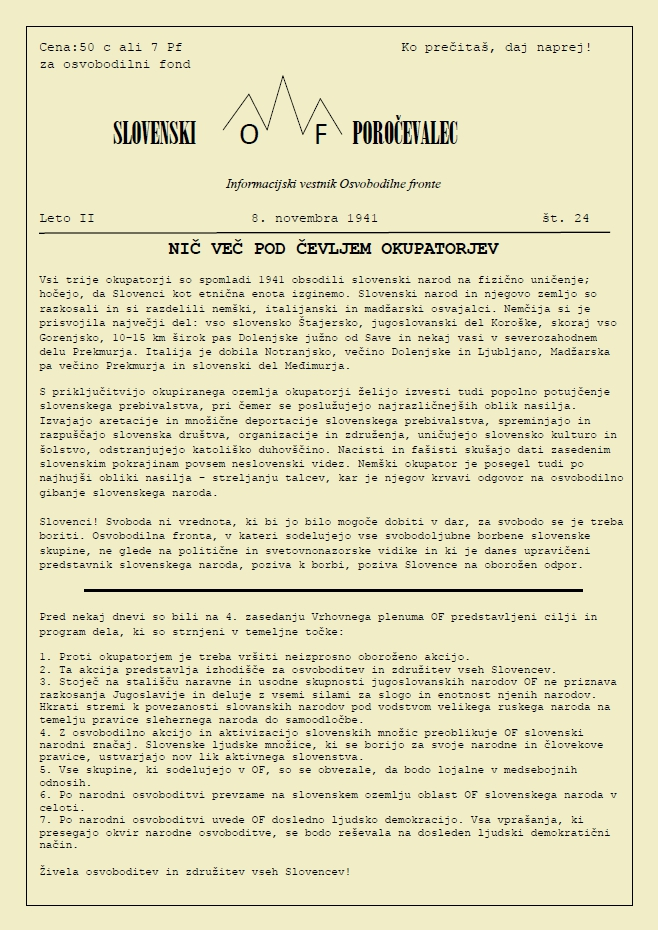 Cena:50 c ali 7 Pf
Ko prečitaš, daj naprej!
za osvobodilni fond
SLOVENSKI O F POROČEVALEC
Informacijski vestnik Osvobodilne fronte
Leto II 8. novembra 1941 št. 24
NIČ VEČ POD ČEVLJEM OKUPATORJEV
Vsi trije okupatorji so spomladi 1941 obsodili slovenski narod na fizično uničenje;
hočejo, da Slovenci kot etnična enota izginemo. Slovenski narod in njegovo zemljo so
razkosali in si razdelili nemški, italijanski in madžarski osvajalci. Nemčija si je
prisvojila največji del: vso slovensko Štajersko, jugoslovanski del Koroške, skoraj vso
Gorenjsko, 10-15 km širok pas Dolenjske južno od Save in nekaj vasi v severozahodnem
delu Prekmurja. Italija je dobila Notranjsko, večino Dolenjske in Ljubljano, Madžarska
pa večino Prekmurja in slovenski del Međimurja.
S priključitvijo okupiranega ozemlja okupatorji želijo izvesti tudi popolno potujčenje
slovenskega prebivalstva, pri čemer se poslužujejo najrazličnejših oblik nasilja.
Izvajajo aretacije in množične deportacije slovenskega prebivalstva, spreminjajo in
razpuščajo slovenska društva, organizacije in združenja, uničujejo slovensko kulturo in
šolstvo, odstranjujejo katoliško duhovščino. Nacisti in fašisti skušajo dati zasedenim
slovenskim pokrajinam povsem neslovenski videz. Nemški okupator je posegel tudi po
najhujši obliki nasilja – streljanju talcev, kar je njegov krvavi odgovor na osvobodilno
gibanje slovenskega naroda.
Slovenci! Svoboda ni vrednota, ki bi jo bilo mogoče dobiti v dar, za svobodo se je treba
boriti. Osvobodilna fronta, v kateri sodelujejo vse svobodoljubne borbene slovenske
skupine, ne glede na politične in svetovnonazorske vidike in ki je danes upravičeni
predstavnik slovenskega naroda, poziva k borbi, poziva Slovence na oborožen odpor.
Pred nekaj dnevi so bili na 4. zasedanju Vrhovnega plenuma OF predstavljeni cilji in
program dela, ki so strnjeni v temeljne točke:
1. Proti okupatorjem je treba vršiti neizprosno oboroženo akcijo.
2. Ta akcija predstavlja izhodišče za osvoboditev in združitev vseh Slovencev.
3. Stoječ na stališču naravne in usodne skupnosti jugoslovanskih narodov OF ne priznava
razkosanja Jugoslavije in deluje z vsemi silami za slogo in enotnost njenih narodov.
Hkrati stremi k povezanosti slovanskih narodov pod vodstvom velikega ruskega naroda na
temelju pravice slehernega naroda do samoodločbe.
4. Z osvobodilno akcijo in aktivizacijo slovenskih množic preoblikuje OF slovenski
narodni značaj. Slovenske ljudske množice, ki se borijo za svoje narodne in človekove
pravice, ustvarjajo nov lik aktivnega slovenstva.
5. Vse skupine, ki sodelujejo v OF, so se obvezale, da bodo lojalne v medsebojnih
odnosih.
6. Po narodni osvoboditvi prevzame na slovenskem ozemlju oblast OF slovenskega naroda v
celoti.
7. Po narodni osvoboditvi uvede OF dosledno ljudsko demokracijo. Vsa vprašanja, ki
presegajo okvir narodne osvoboditve, se bodo reševala na dosleden ljudski demokratični
način.
Živela osvoboditev in združitev vseh Slovencev!